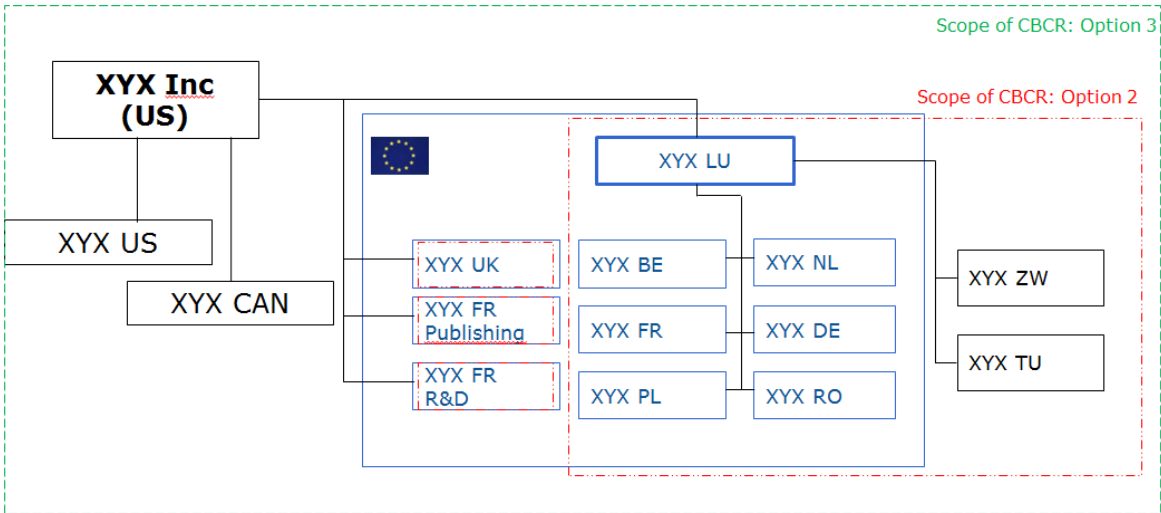 Scope of CBCR: Option 3
XYX Inc
(US)
Scope of CBCR: Option 2
XYX LU
XYX US
XYX CAN
XYX UK
XYX FR
Publishing
XYX FR
R&D
XYX BE
XYX NL
XYX FR
XYX DE
XYX PL
XYX RO
XYX ZW
XYX TU